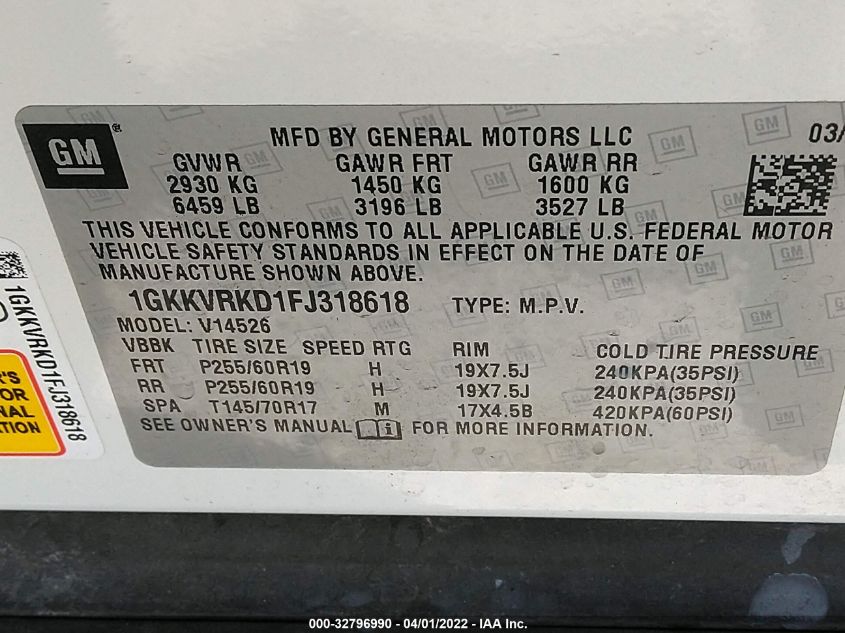 GM
MFD BY GENERAL MOTORS LLC 03/
GVWR GAWR FRT GAWR RR
2930 KG 1450 KG 1600 KG
6459 LB 3196 LB 3527 LB
THIS VEHICLE CONFORMS TO ALL APPLICABLE U.S. FEDERAL MOTOR
VEHICLE SAFETY STANDARDS IN EFFECT ON THE DATE OF
MANUFACTURE SHOWN ABOVE.
1GKKVRKD1FJ318618 TYPE: M.P.V.
MODEL: V14526
VBBK TIRE SIZE SPEED RTG RIM COLD TIRE PRESSURE
FRT P255/60R19 H 19X7.5J 240KPA(35PSI)
RR P255/60R19 H 19X7.5J 240KPA(35PSI)
SPA T145/70R17 M 17X4.5B 420KPA(60PSI)
SEE OWNER'S MANUAL FOR MORE INFORMATION.
1GKKVRKD1FJ318618
'S
FOR
NAL
ATION
000-32796990 - 04/01/2022 - IAA Inc.